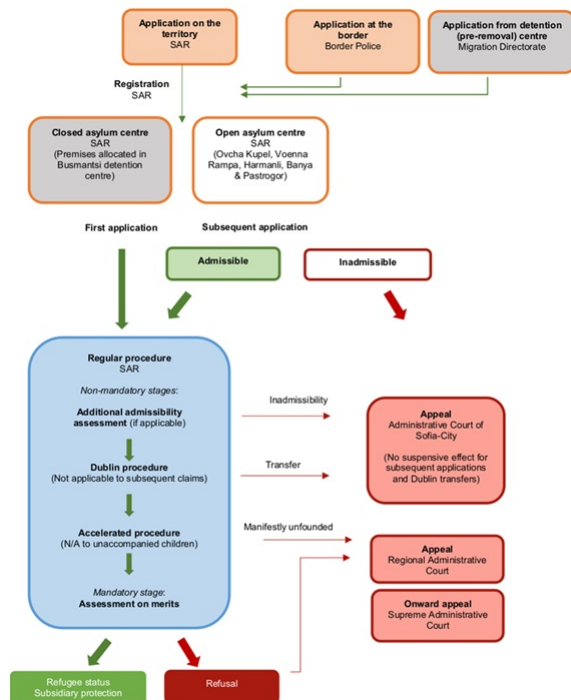 Application on the
territory
SAR
Application at the
border
Border Police
Application from detention
(pre-removal) centre
Migration Directorate
Registration
SAR
Closed asylum centre
SAR
(Premises allocated in
Busmantsi detention
centre)
Open asylum centre
SAR
(Ovcha Kupel, Voenna
Rampa, Harmanli, Banya
& Pastrogor)
First application
Subsequent application
Admissible
Inadmissible
Regular procedure
SAR
Non-mandatory stages:
Additional admissibility
assessment (if applicable)
Dublin procedure
(Not applicable to subsequent claims)
Accelerated procedure
(N/A to unaccompanied children)
Mandatory stage:
Assessment on merits
Inadmissibility
Transfer
Manifestly unfounded
Appeal
Administrative Court of
Sofia-City
(No suspensive effect for
subsequent applications
and Dublin transfers)
Appeal
Regional Administrative
Court
Onward appeal
Supreme Administrative
Court
Refugee status
Subsidiary protection
Refusal